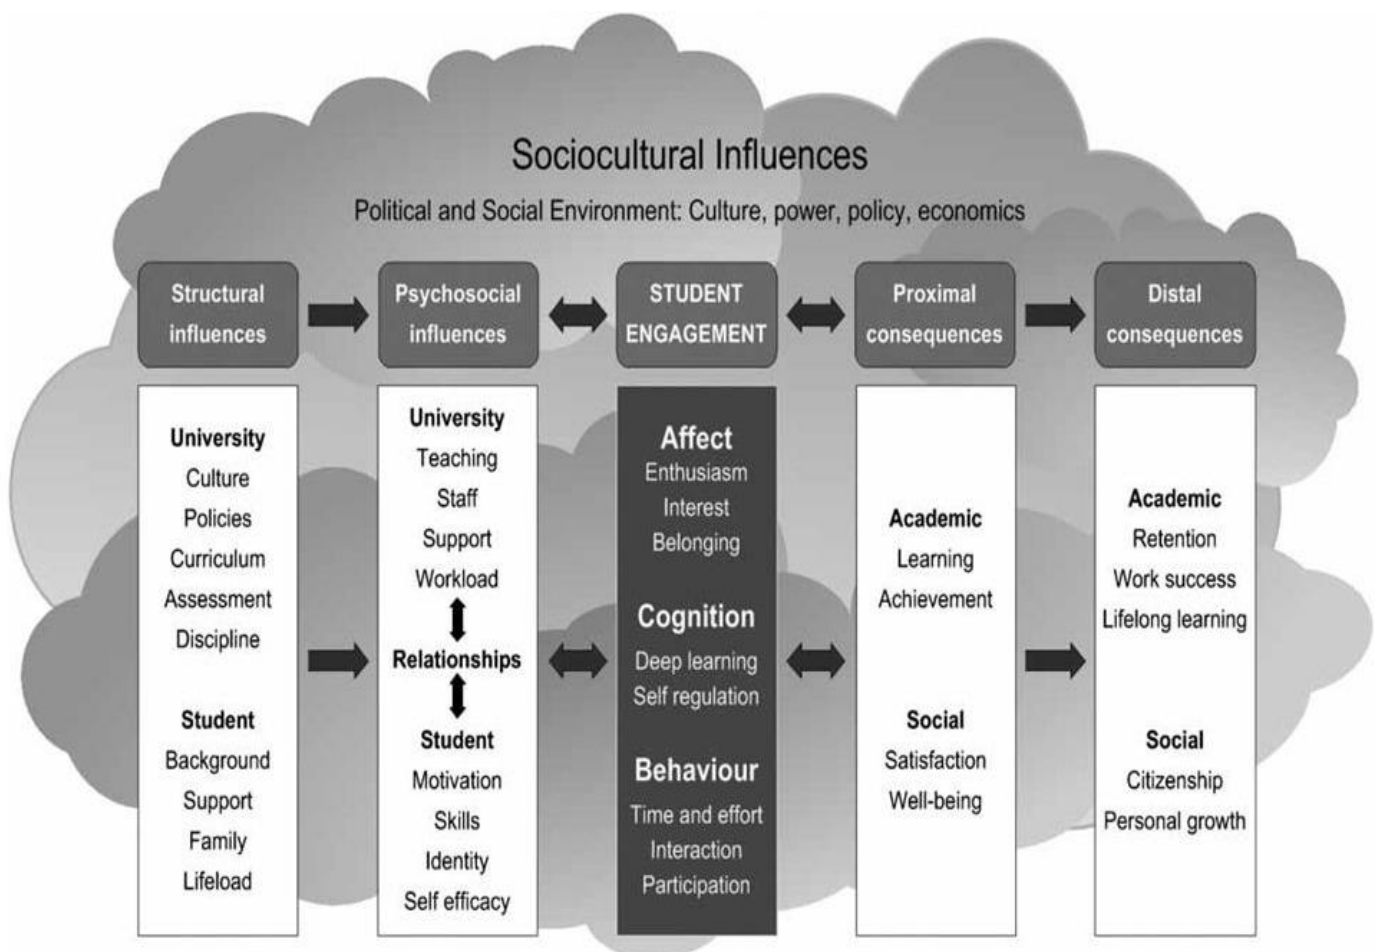 Sociocultural Influences
Political and Social Environment: Culture, power, policy, economics
Structural
influences
Psychosocial
influences
STUDENT
ENGAGEMENT
Proximal
consequences
Distal
consequences
University
Culture
Policies
Curriculum
Assessment
Discipline
Student
Background
Support
Family
Lifeload
University
Teaching
Staff
Support
Workload
Relationships
Student
Motivation
Skills
Identity
Self efficacy
Affect
Enthusiasm
Interest
Belonging
Cognition
Deep learning
Self regulation
Behaviour
Time and effort
Interaction
Participation
Academic
Learning
Achievement
Social
Satisfaction
Well-being
Academic
Retention
Work success
Lifelong learning
Social
Citizenship
Personal growth